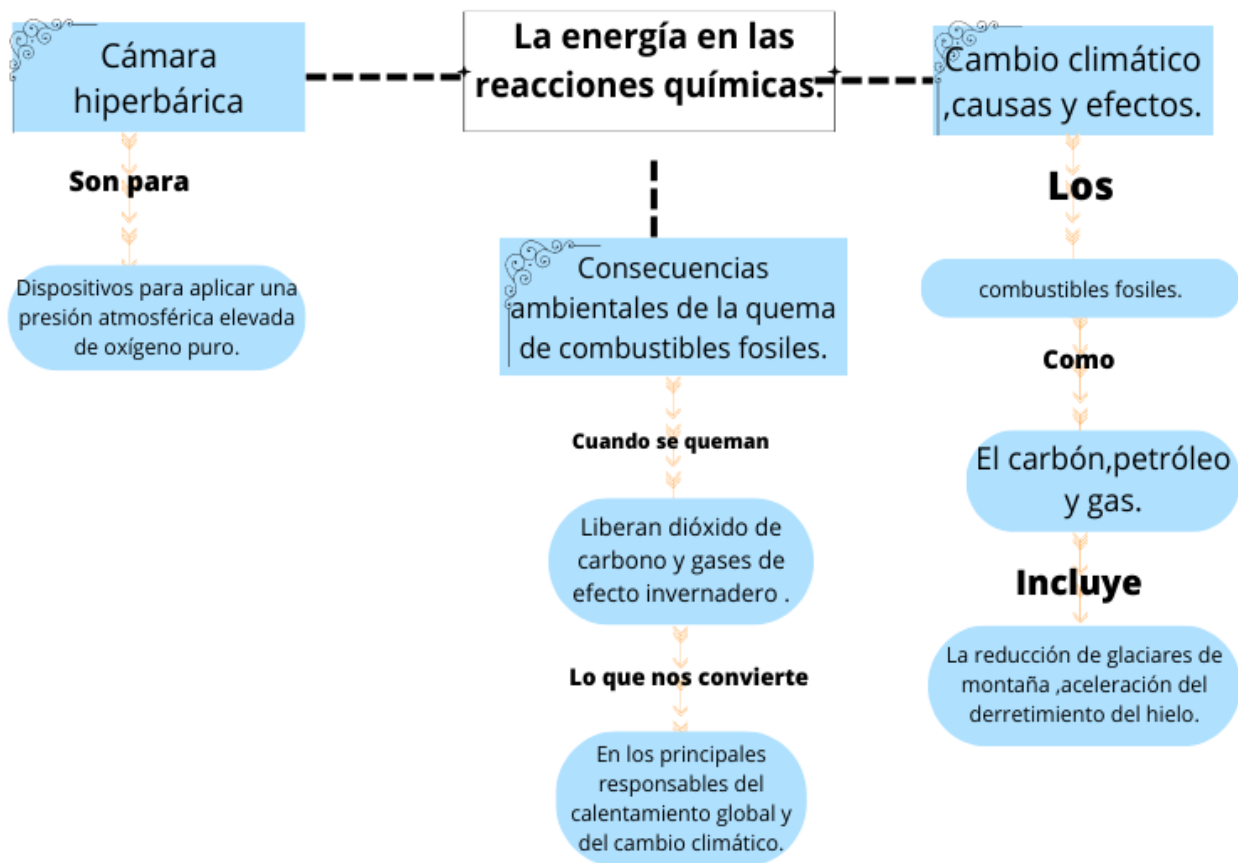 La energía en las
reacciones químicas.
Cámara
hiperbárica
Son para
Dispositivos para aplicar una
presión atmosférica elevada
de oxígeno puro.
Consecuencias
ambientales de la quema
de combustibles fosiles.
Cuando se queman
Liberan dióxido de
carbono y gases de
efecto invernadero .
Lo que nos convierte
En los principales
responsables del
calentamiento global y
del cambio climático.
Cambio climático
,causas y efectos.
Los
combustibles fosiles.
Como
El carbón,petróleo
y gas.
Incluye
La reducción de glaciares de
montaña ,aceleración del
derretimiento del hielo.